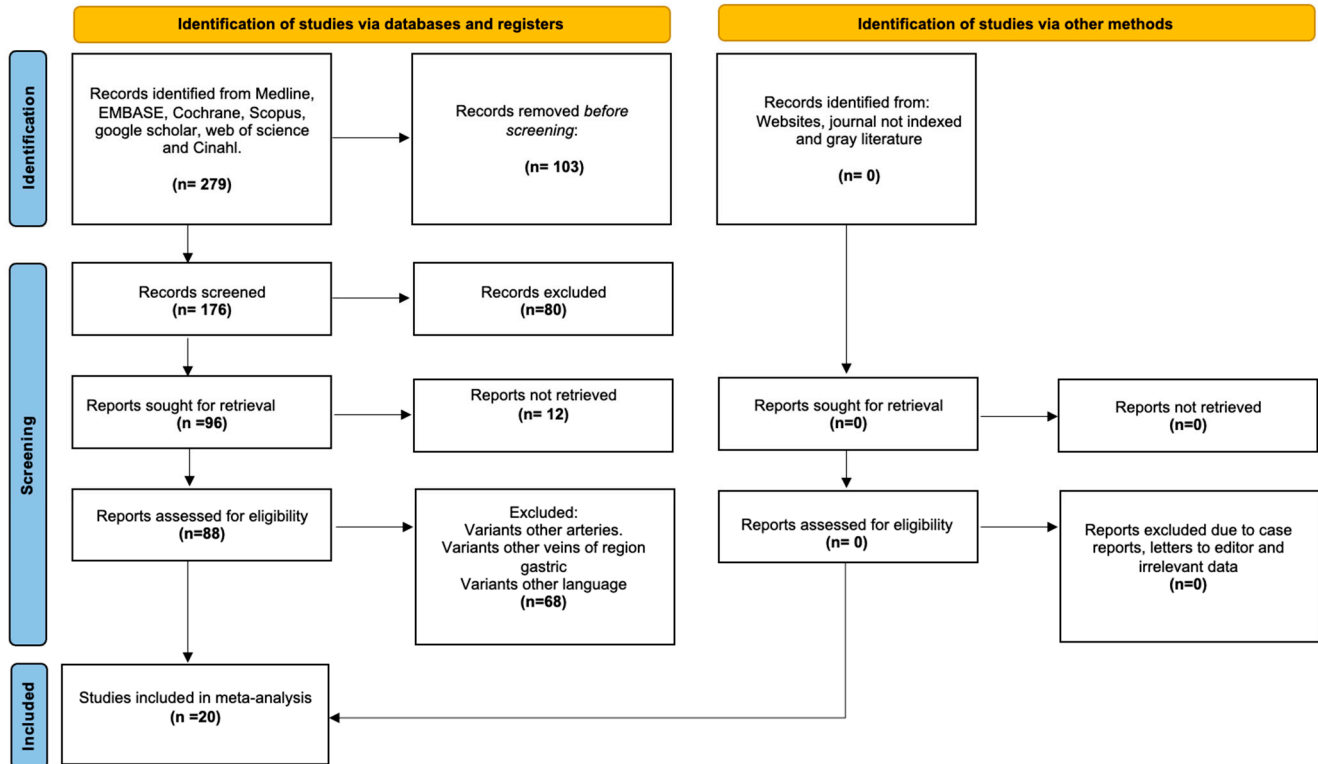 Identification of studies via databases and registers
Identification of studies via other methods
Identification
Records identified from Medline,
EMBASE, Cochrane, Scopus,
google scholar, web of science
and Cinahl.
(n= 279)
Records removed before
screening:
(n= 103)
Records identified from:
Websites, journal not indexed
and gray literature
(n= 0)
Screening
Records screened
(n= 176)
Records excluded
(n=80)
Reports sought for retrieval
(n =96)
Reports not retrieved
(n= 12)
Reports sought for retrieval
(n=0)
Reports not retrieved
(n=0)
Reports assessed for eligibility
(n=88)
Excluded:
Variants other arteries.
Variants other veins of region
gastric
Variants other language
(n=68)
Reports assessed for eligibility
(n= 0)
Reports excluded due to case
reports, letters to editor and
irrelevant data
(n=0)
Included
Studies included in meta-analysis
(n =20)